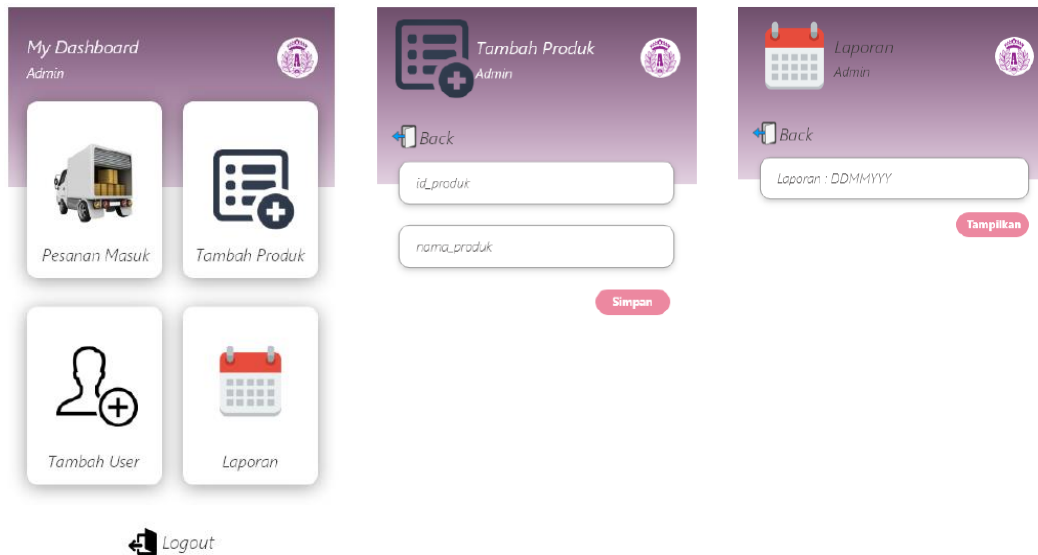 My Dashboard
Admin
Pesanan Masuk
Tambah Produk
Tambah User
Laporan
Logout
Tambah Produk
Admin
Back
id_produk
nama_produk
Simpan
Laporan
Admin
Back
Laporan : DDMMYYY
Tampilkan